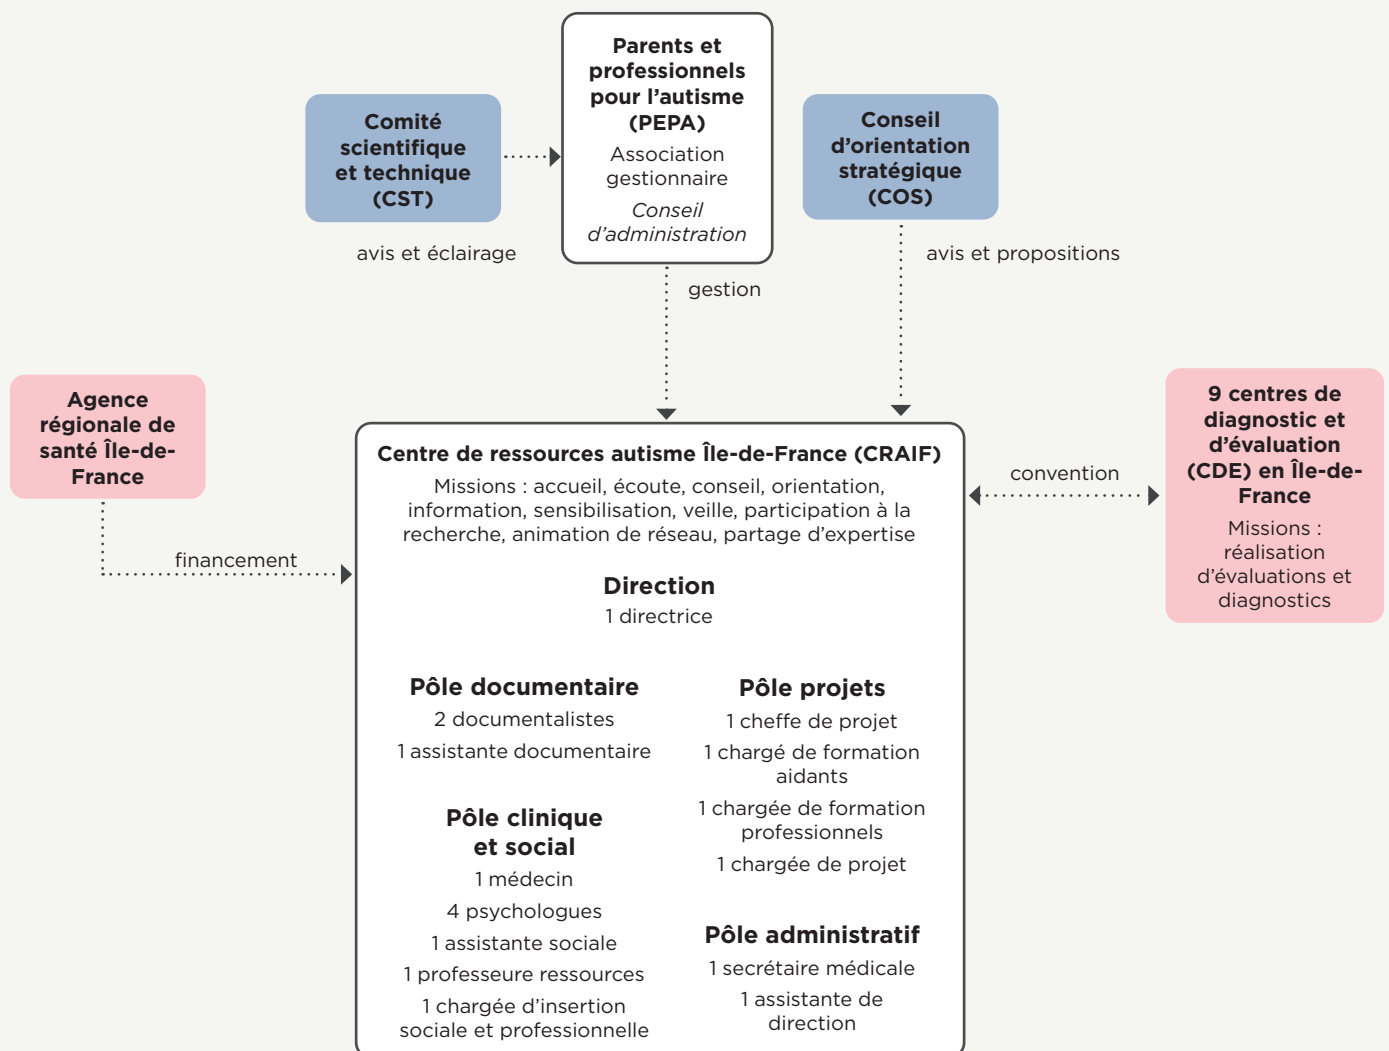 Parents et
professionnels
pour l’autisme
(PEPA)
Association
gestionnaire
Conseil
d’administration
Comité
scientifique
et technique
(CST)
Conseil
d’orientation
stratégique
(COS)
avis et éclairage
avis et propositions
gestion
Agence
régionale de
santé Île-de-
France
financement
9 centres de
diagnostic et
d’évaluation
(CDE) en Île-de-
France
Missions :
réalisation
d’évaluations et
diagnostics
convention
Centre de ressources autisme Île-de-France (CRAIF)
Missions : accueil, écoute, conseil, orientation,
information, sensibilisation, veille, participation à la
recherche, animation de réseau, partage d’expertise
Direction
1 directrice
Pôle documentaire
2 documentalistes
1 assistante documentaire
Pôle clinique
et social
1 médecin
4 psychologues
1 assistante sociale
1 professeure ressources
1 chargée d’insertion
sociale et professionnelle
Pôle projets
1 cheffe de projet
1 chargé de formation
aidants
1 chargée de formation
professionnels
1 chargée de projet
Pôle administratif
1 secrétaire médicale
1 assistante de
direction